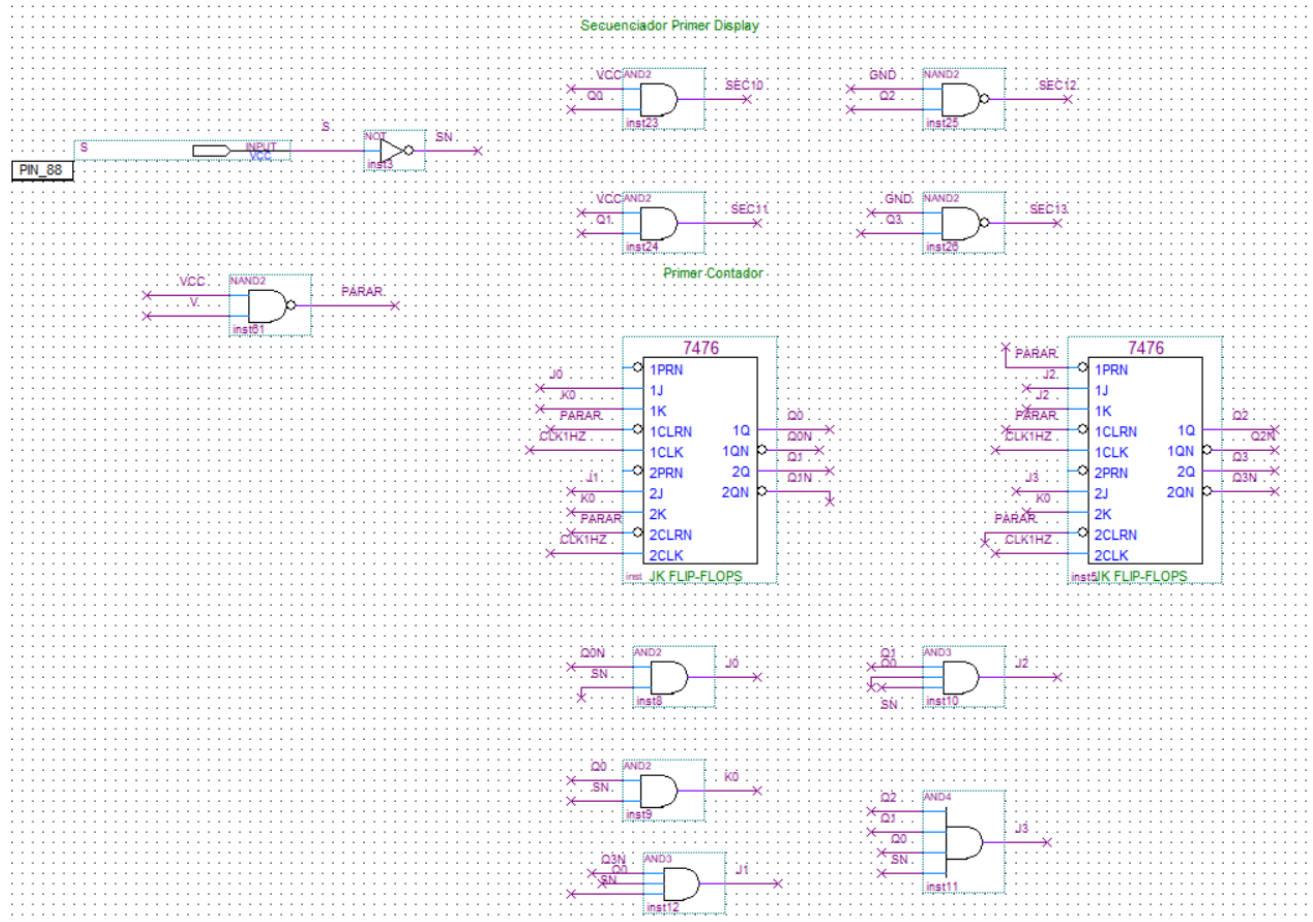 Secuenciador Primer Display
VCC AND2 SEC10
Q0
inst23
GND NAND2 SEC12
Q2
inst25
S
S INPUT VCC
NOT SN
inst3
PIN_88
VCC AND2 SEC11
Q1
inst24
GND NAND2 SEC13
Q3
inst26
Primer Contador
VCC NAND2 PARAR
V
inst61
7476
1PRN
J0 1J
K0 1K
PARAR 1CLRN 1Q Q0
CLK1HZ 1CLK 1QN Q0N
2PRN 2Q Q1
J1 2J 2QN Q1N
K0 2K
PARAR 2CLRN
CLK1HZ 2CLK
inst JK FLIP-FLOPS
7476
PARAR 1PRN
J2 1J
J2 1K
PARAR 1CLRN 1Q Q2
CLK1HZ 1CLK 1QN Q2N
2PRN 2Q Q3
J3 2J 2QN Q3N
K0 2K
PARAR 2CLRN
CLK1HZ 2CLK
inst5 JK FLIP-FLOPS
Q0N AND2 J0
SN
inst8
Q1 AND3 J2
Q0
SN inst10
Q0 AND2 K0
SN
inst9
Q2 AND4
Q1
Q0 J3
SN
inst11
Q3N AND3 J1
Q0
SN
inst12